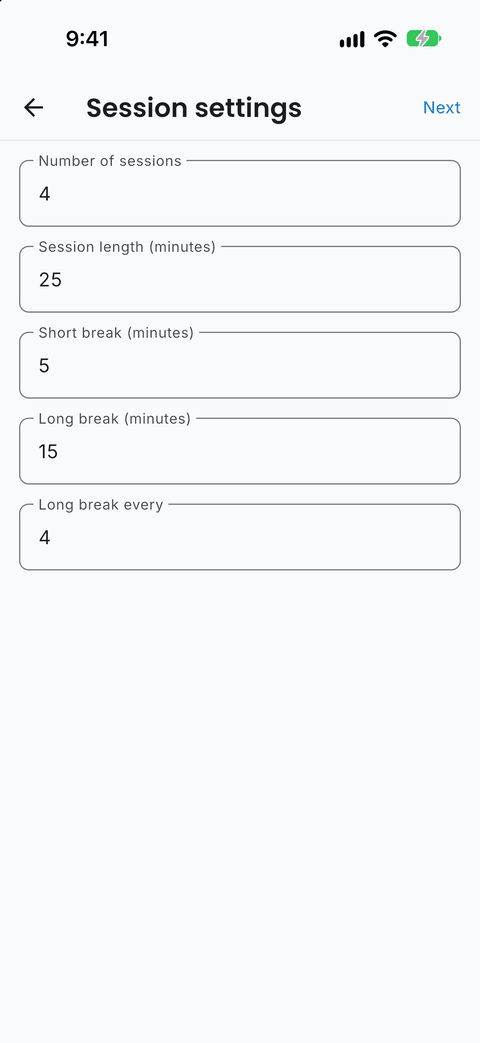 9:41
Session settings
Next
Number of sessions
4
Session length (minutes)
25
Short break (minutes)
5
Long break (minutes)
15
Long break every
4